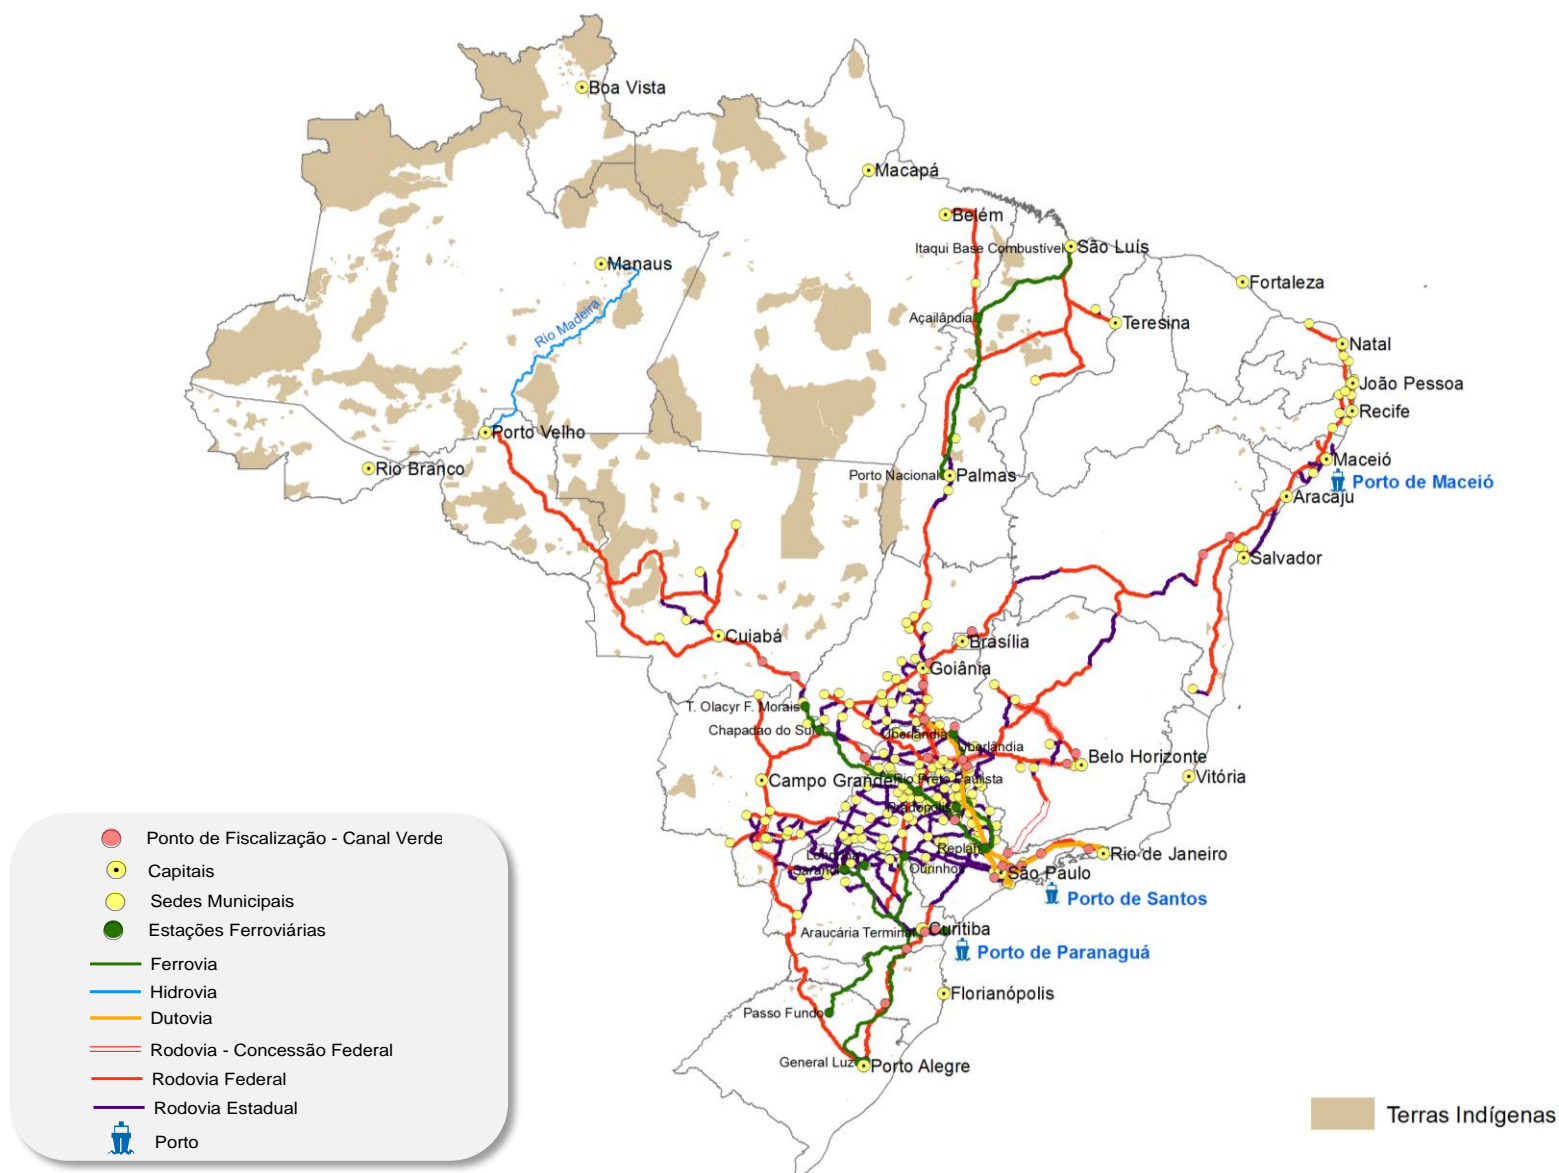 Boa Vista
Macapá
Belém
Itaqui Base Combustível
São Luís
Manaus
Fortaleza
Rio Madeira
Açailândia
Teresina
Natal
João Pessoa
Recife
Porto Velho
Rio Branco
Maceió
Porto Nacional
Palmas
Porto de Maceió
Aracaju
Salvador
Cuiabá
Brasília
Goiânia
T. Olacyr F. Morais
Chapadão do Sul
Uberlândia
Uberlândia
Belo Horizonte
Vitória
Campo Grande
Rio Preto Paulista
Pradópolis
Replan
Rio de Janeiro
Londrina
Ourinhos
Sarandi
São Paulo
Porto de Santos
Araucária Terminal
Curitiba
Porto de Paranaguá
Florianópolis
Passo Fundo
General Luz
Porto Alegre
Ponto de Fiscalização - Canal Verde
Capitais
Sedes Municipais
Estações Ferroviárias
Ferrovia
Hidrovia
Dutovia
Rodovia - Concessão Federal
Rodovia Federal
Rodovia Estadual
Porto
Terras Indígenas